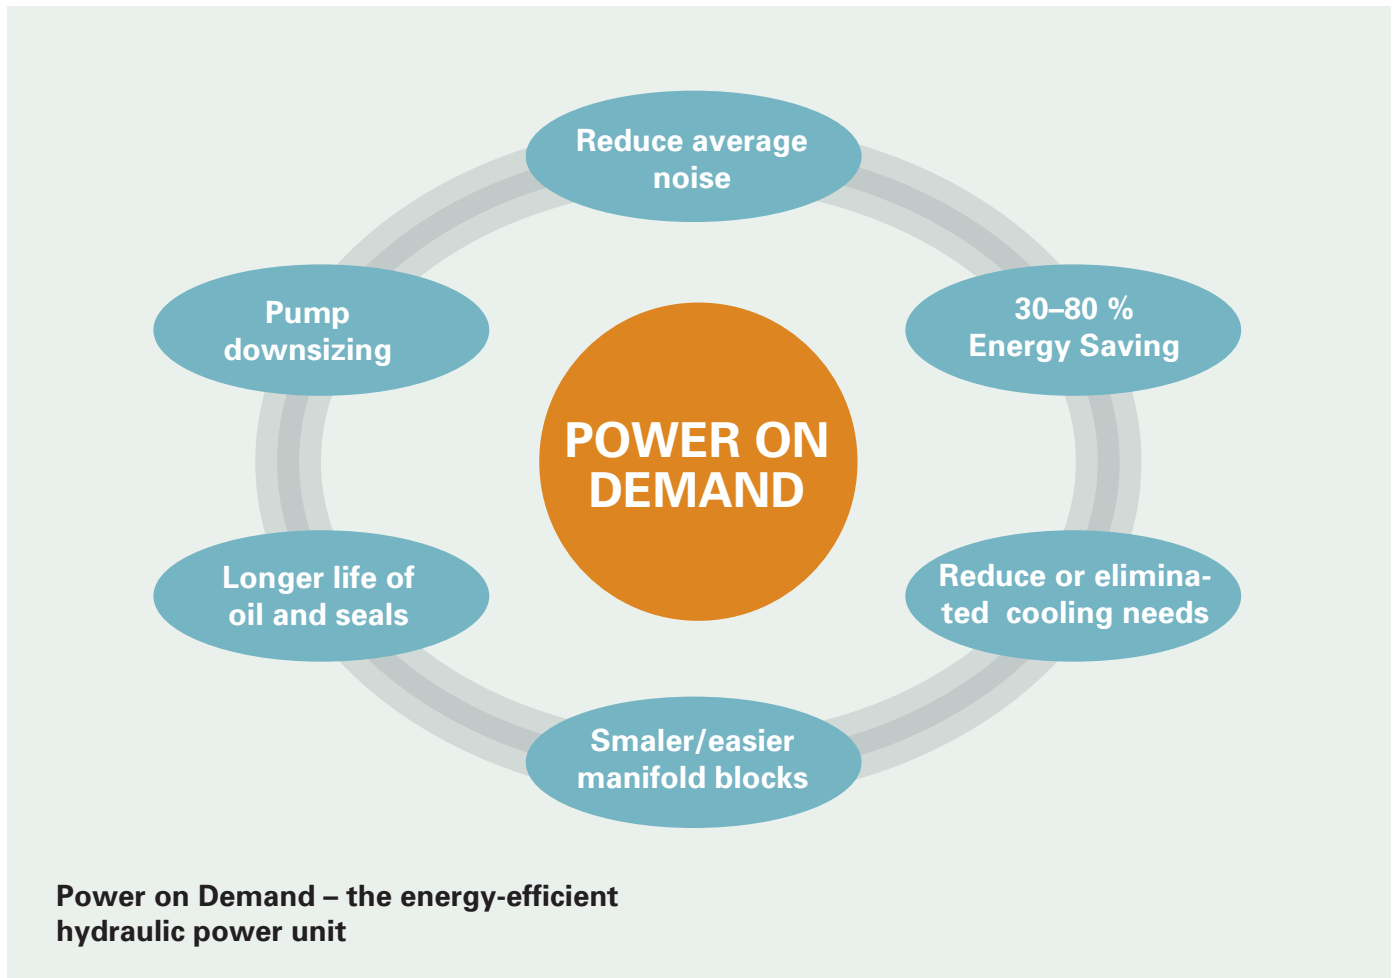 Reduce average
noise
Pump
downsizing
30–80 %
Energy Saving
POWER ON
DEMAND
Longer life of
oil and seals
Reduce or elimina-
ted  cooling needs
Smaler/easier
manifold blocks
Power on Demand – the energy-efficient
hydraulic power unit